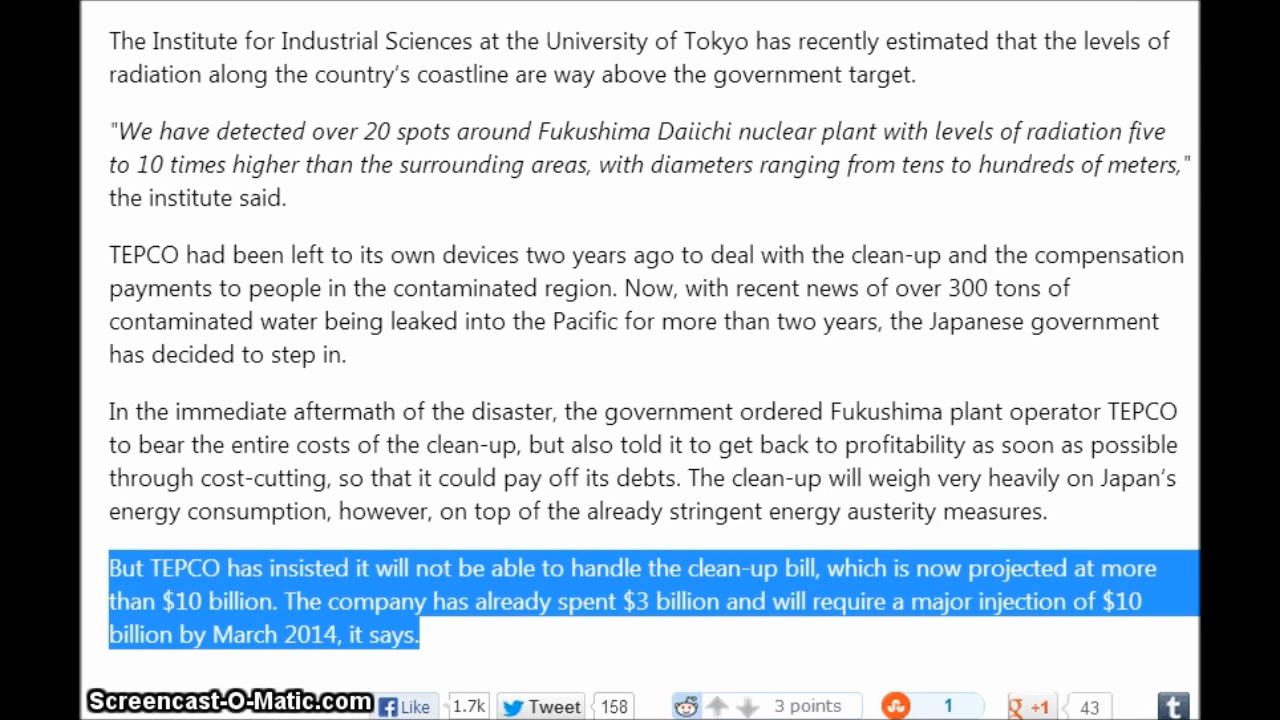 The Institute for Industrial Sciences at the University of Tokyo has recently estimated that the levels of
radiation along the country's coastline are way above the government target.
"We have detected over 20 spots around Fukushima Daiichi nuclear plant with levels of radiation five
to 10 times higher than the surrounding areas, with diameters ranging from tens to hundreds of meters,"
the institute said.
TEPCO had been left to its own devices two years ago to deal with the clean-up and the compensation
payments to people in the contaminated region. Now, with recent news of over 300 tons of
contaminated water being leaked into the Pacific for more than two years, the Japanese government
has decided to step in.
In the immediate aftermath of the disaster, the government ordered Fukushima plant operator TEPCO
to bear the entire costs of the clean-up, but also told it to get back to profitability as soon as possible
through cost-cutting, so that it could pay off its debts. The clean-up will weigh very heavily on Japan's
energy consumption, however, on top of the already stringent energy austerity measures.
But TEPCO has insisted it will not be able to handle the clean-up bill, which is now projected at more
than $10 billion. The company has already spent $3 billion and will require a major injection of $10
billion by March 2014, it says.
Screencast-O-Matic.com Like 1.7k Tweet 158 3 points 1 +1 43